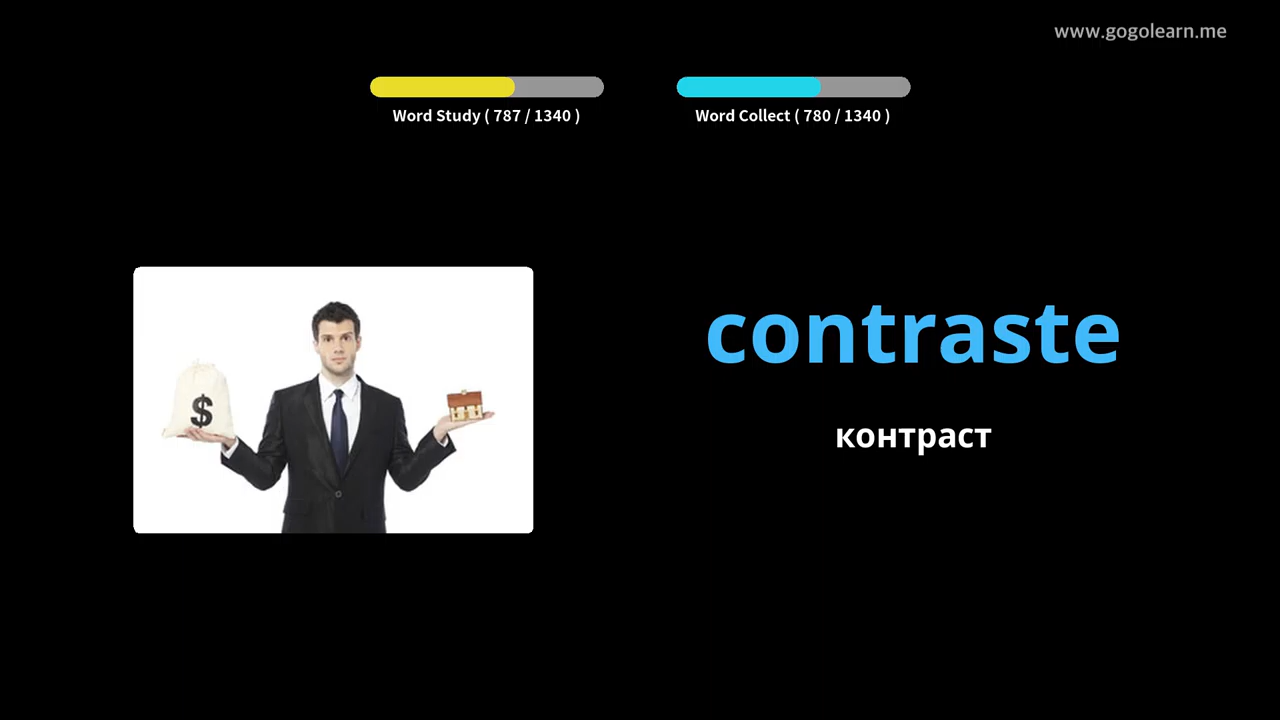 www.gogolearn.me
Word Study ( 787 / 1340 )
Word Collect ( 780 / 1340 )
$
contraste
контраст